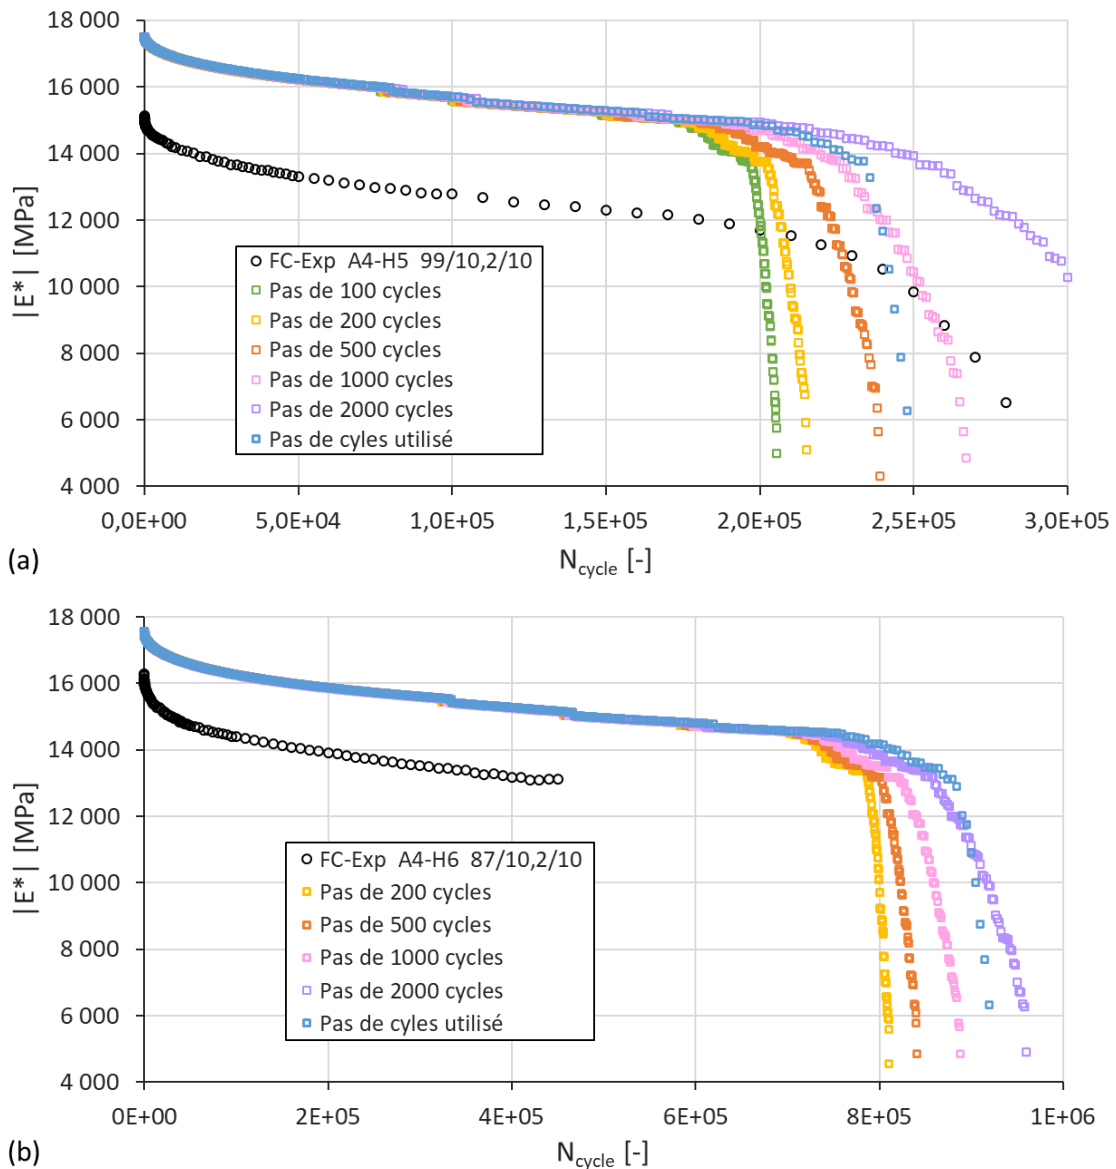 18 000
16 000
14 000
12 000
10 000
8 000
6 000
4 000
|E*| [MPa]
FC-Exp A4-H5 99/10,2/10
Pas de 100 cycles
Pas de 200 cycles
Pas de 500 cycles
Pas de 1000 cycles
Pas de 2000 cycles
Pas de cyles utilisé
0,0E+00 5,0E+04 1,0E+05 1,5E+05 2,0E+05 2,5E+05 3,0E+05
(a)
N_cycle [-]
18 000
16 000
14 000
12 000
10 000
8 000
6 000
4 000
|E*| [MPa]
FC-Exp A4-H6 87/10,2/10
Pas de 200 cycles
Pas de 500 cycles
Pas de 1000 cycles
Pas de 2000 cycles
Pas de cyles utilisé
0E+00 2E+05 4E+05 6E+05 8E+05 1E+06
(b)
N_cycle [-]